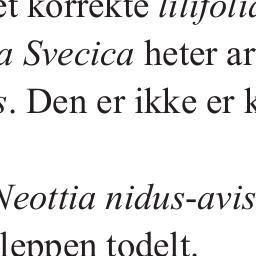 et korrekte lilifolia
a Svecica heter ar
s. Den er ikke er k
Neottia nidus-avis
leppen todelt.